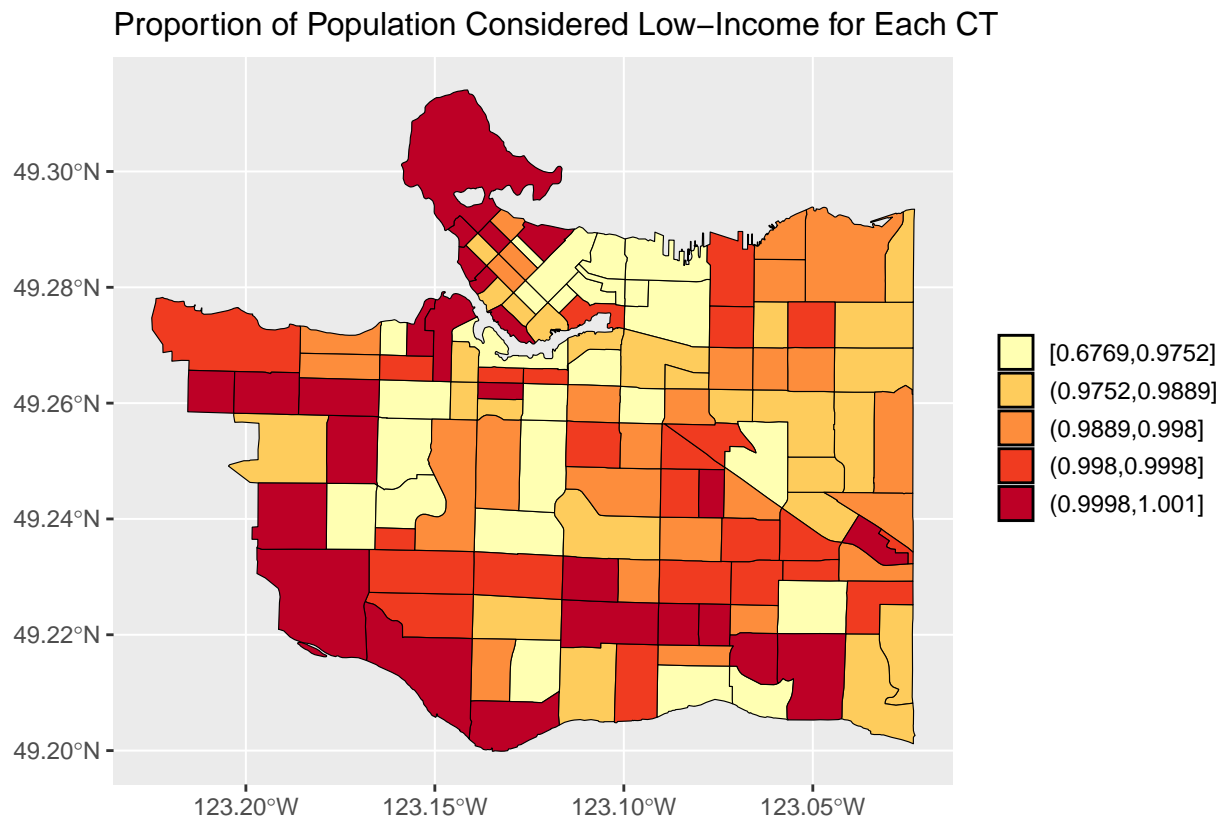 Proportion of Population Considered Low−Income for Each CT
49.30°N
49.28°N
49.26°N
49.24°N
49.22°N
49.20°N
123.20°W
123.15°W
123.10°W
123.05°W
[0.6769,0.9752]
(0.9752,0.9889]
(0.9889,0.998]
(0.998,0.9998]
(0.9998,1.001]